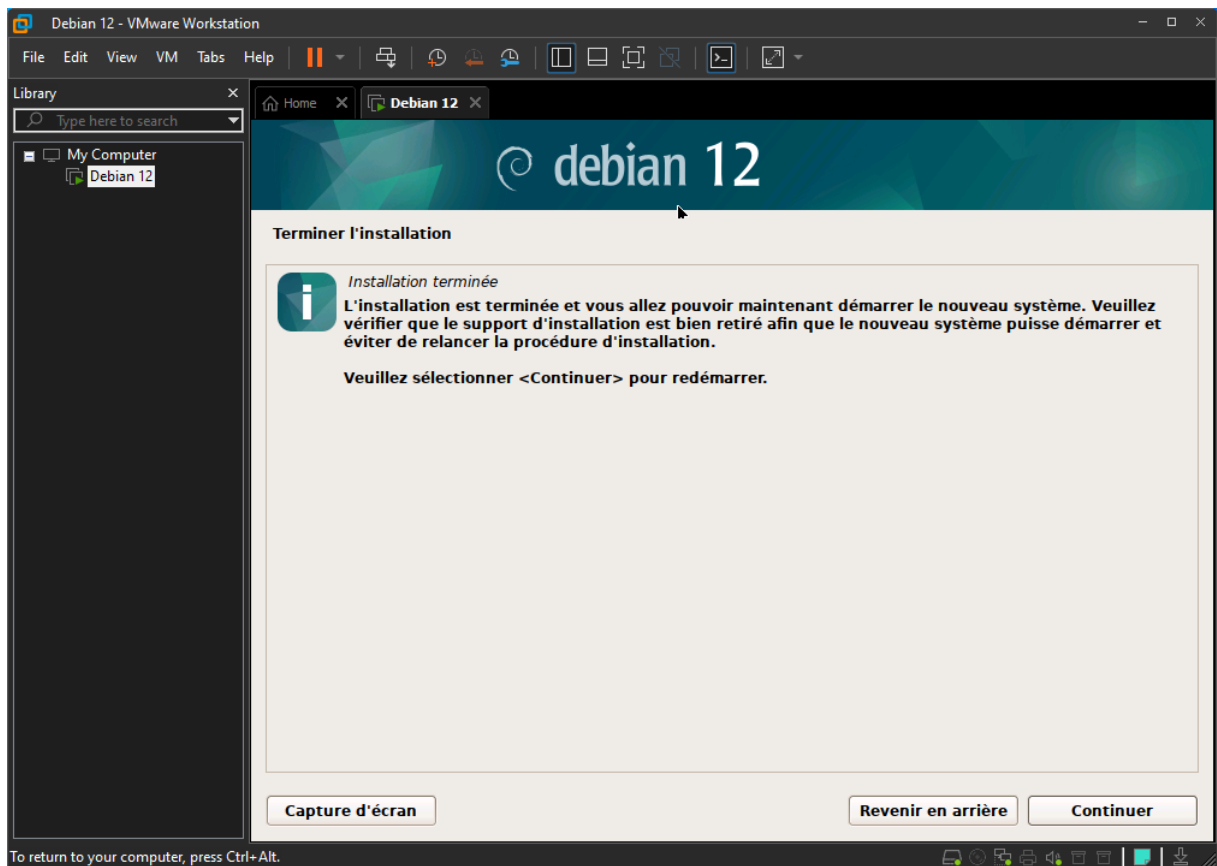 Debian 12 - VMware Workstation
File Edit View VM Tabs Help
Library
Type here to search
My Computer
Debian 12
Home
Debian 12
debian 12
Terminer l'installation
Installation terminée
L'installation est terminée et vous allez pouvoir maintenant démarrer le nouveau système. Veuillez
vérifier que le support d'installation est bien retiré afin que le nouveau système puisse démarrer et
éviter de relancer la procédure d'installation.
Veuillez sélectionner <Continuer> pour redémarrer.
Capture d'écran
Revenir en arrière
Continuer
To return to your computer, press Ctrl+Alt.